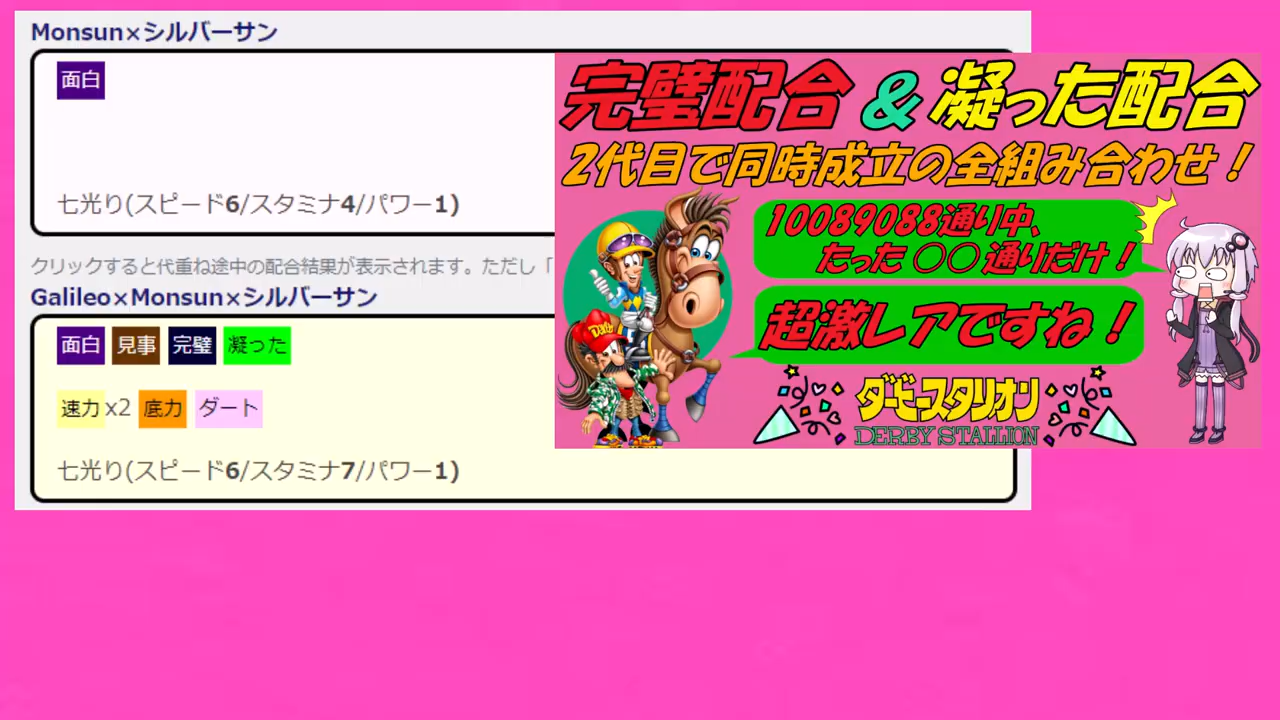 Monsun×シルバーサン
面白
七光り(スピード6/スタミナ4/パワー1)
クリックすると代重ね途中の配合結果が表示されます。ただし「
Galileo×Monsun×シルバーサン
面白 見事 完璧 凝った
速力x2 底力 ダート
七光り(スピード6/スタミナ7/パワー1)
完璧配合&凝った配合
2代目で同時成立の全組み合わせ!
10089088通り中、
たった○○通りだけ!
超激レアですね!
ダービースタリオン
DERBY STALLION